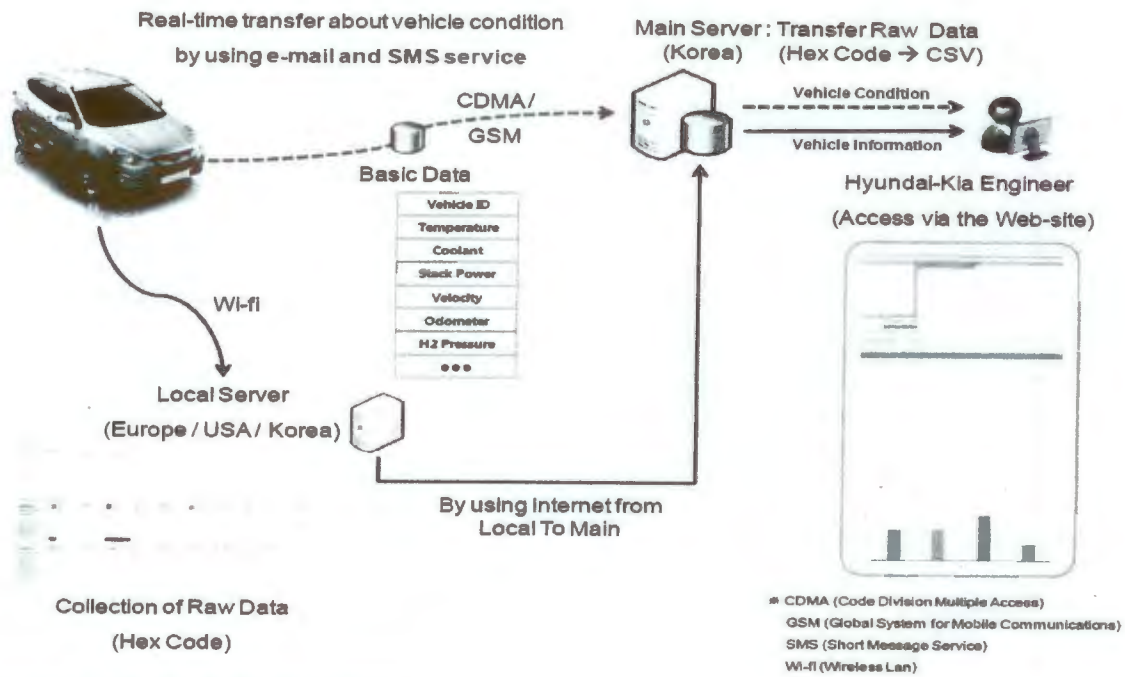 Real-time transfer about vehicle condition
by using e-mail and SMS service
Main Server : Transfer Raw Data
(Korea) (Hex Code → CSV)
CDMA/
GSM
Vehicle Condition
Vehicle Information
Basic Data
Vehicle ID
Temperature
Coolant
Stack Power
Velocity
Odometer
H2 Pressure
●●●
Hyundai-Kia Engineer
(Access via the Web-site)
Wi-fi
Local Server
(Europe / USA / Korea)
By using Internet from
Local To Main
Collection of Raw Data
(Hex Code)
※ CDMA (Code Division Multiple Access)
GSM (Global System for Mobile Communications)
SMS (Short Message Service)
Wi-fi (Wireless Lan)